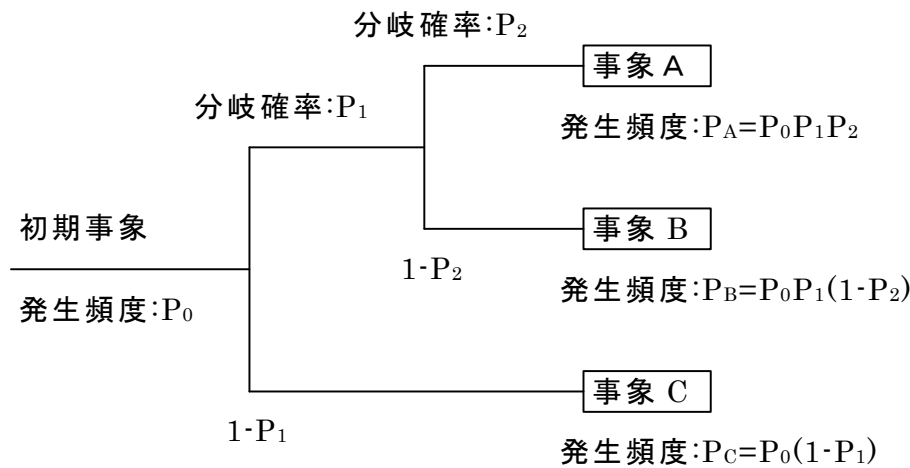 分岐確率:P₂
事象 A
分岐確率:P₁
発生頻度:P_A=P₀P₁P₂
初期事象
事象 B
1-P₂
発生頻度:P₀
発生頻度:P_B=P₀P₁(1-P₂)
事象 C
1-P₁
発生頻度:P_C=P₀(1-P₁)